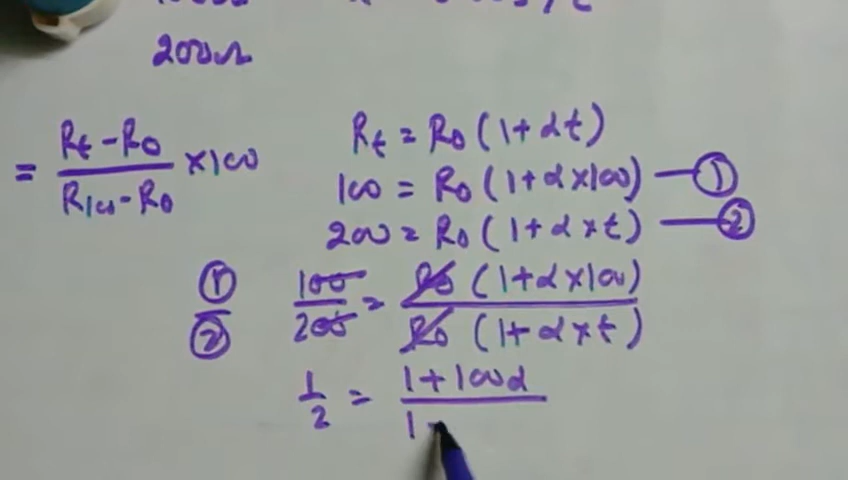 200Ω
= Rt - R0 / R100 - R0 × 100
Rt = R0 (1 + αt)
100 = R0 (1 + α × 100) — ①
200 = R0 (1 + α × t) — ②
① / ② 100 / 200 = R0 (1 + α × 100) / R0 (1 + α × t)
1 / 2 = 1 + 100α / 1